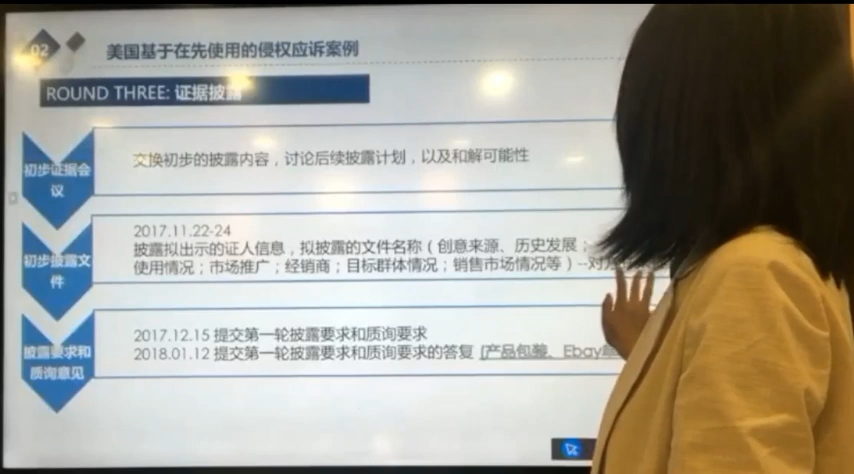 02
美国基于在先使用的侵权应诉案例
ROUND THREE: 证据披露
初步证据会
议
交换初步的披露内容，讨论后续披露计划，以及和解可能性
初步披露文
件
2017.11.22-24
披露拟出示的证人信息，拟披露的文件名称（创意来源、历史发展；
使用情况；市场推广；经销商；目标群体情况；销售市场情况等）--对方
披露要求和
质询意见
2017.12.15 提交第一轮披露要求和质询要求
2018.01.12 提交第一轮披露要求和质询要求的答复 [产品包装、Ebay